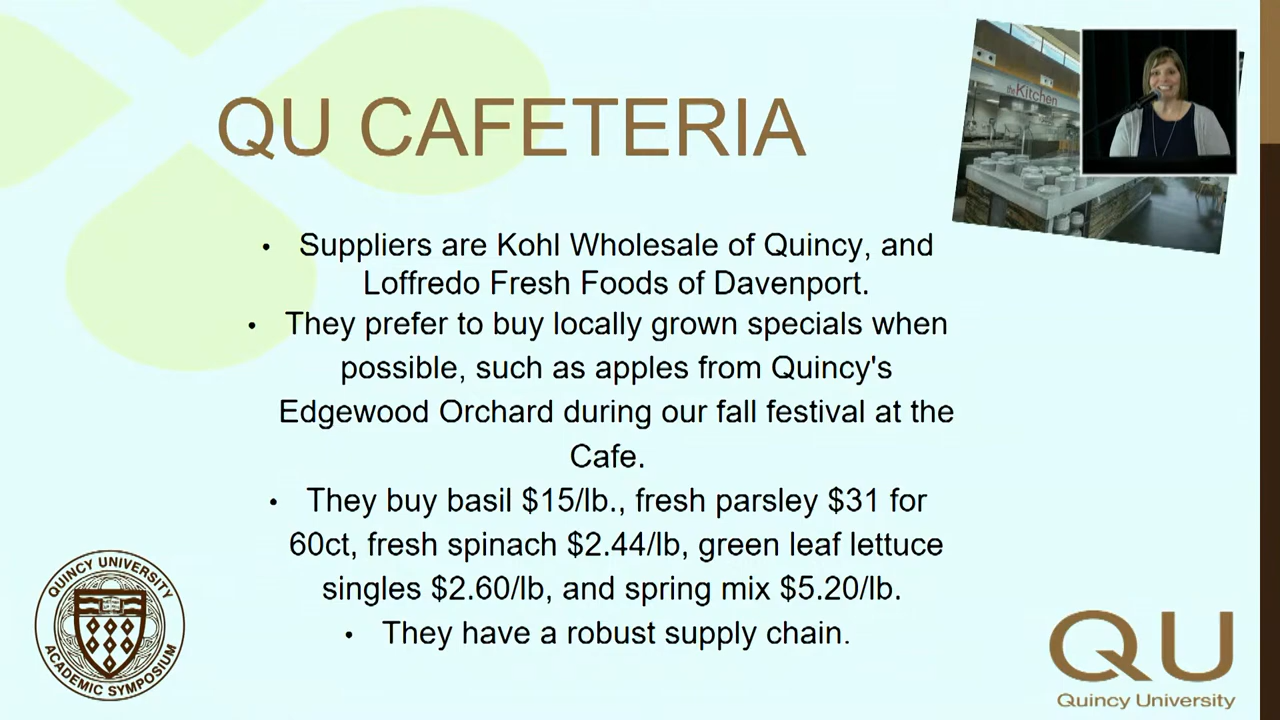 QU CAFETERIA
theKitchen
• Suppliers are Kohl Wholesale of Quincy, and
Loffredo Fresh Foods of Davenport.
• They prefer to buy locally grown specials when
possible, such as apples from Quincy's
Edgewood Orchard during our fall festival at the
Cafe.
• They buy basil $15/lb., fresh parsley $31 for
60ct, fresh spinach $2.44/lb, green leaf lettuce
singles $2.60/lb, and spring mix $5.20/lb.
• They have a robust supply chain.
QUINCY UNIVERSITY
ACADEMIC SYMPOSIUM
QU
Quincy University